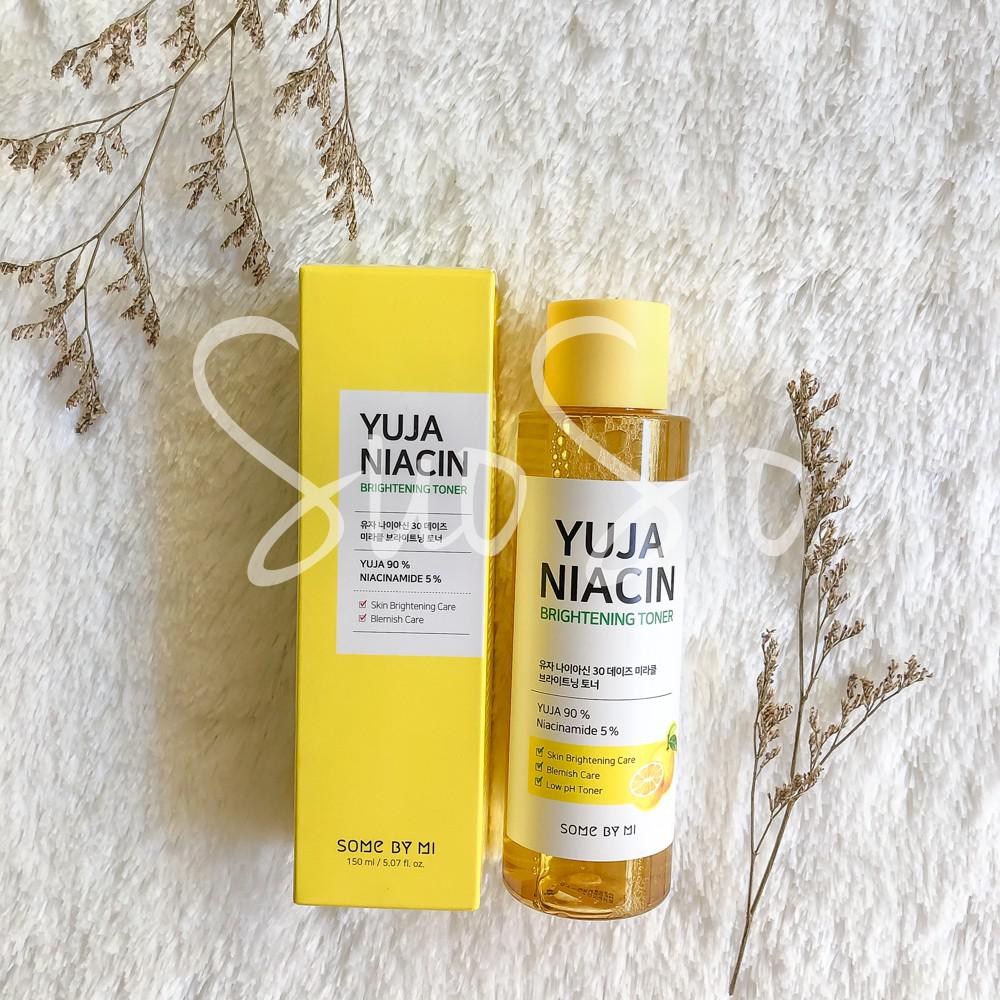 YUJA
NIACIN
BRIGHTENING TONER
유자 나이아신 30 데이즈
미라클 브라이트닝 토너
YUJA 90 %
NIACINAMIDE 5 %
Skin Brightening Care
Blemish Care
SOME BY MI
150 ml / 5.07 fl. oz.
YUJA
NIACIN
BRIGHTENING TONER
유자 나이아신 30 데이즈 미라클
브라이트닝 토너
YUJA 90 %
Niacinamide 5 %
Skin Brightening Care
Blemish Care
Low pH Toner
SOME BY MI